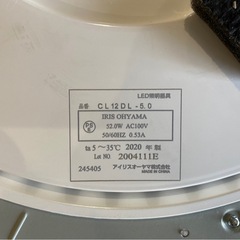 LED照明器具
品番 CL12DL-5.0
IRIS OHYAMA
52.0W AC100V
50/60HZ 0.53A
ta 5～35℃ 2020 年製
Lot NO 2004111E
245405 アイリスオーヤマ株式会社
MADE IN CHINA